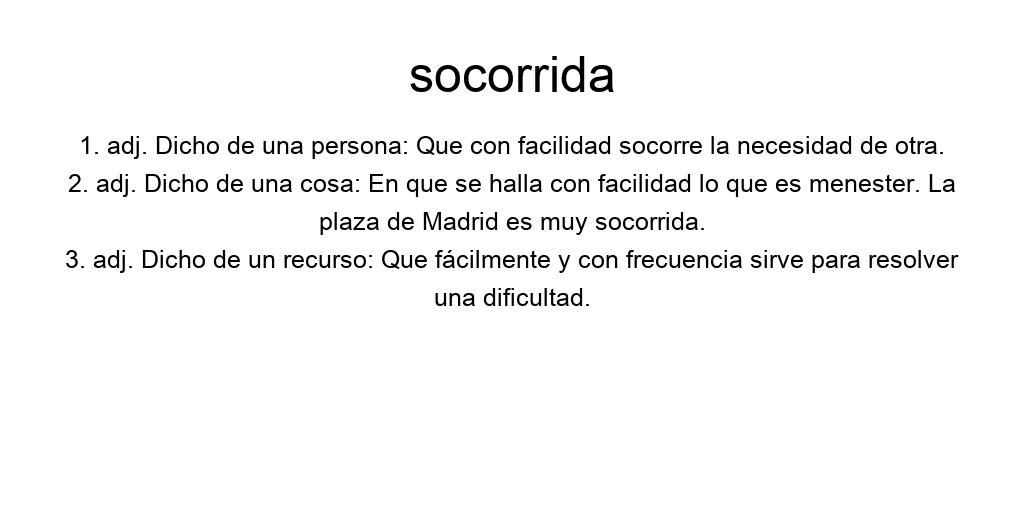 socorrida
1. adj. Dicho de una persona: Que con facilidad socorre la necesidad de otra.
2. adj. Dicho de una cosa: En que se halla con facilidad lo que es menester. La
plaza de Madrid es muy socorrida.
3. adj. Dicho de un recurso: Que fácilmente y con frecuencia sirve para resolver
una dificultad.